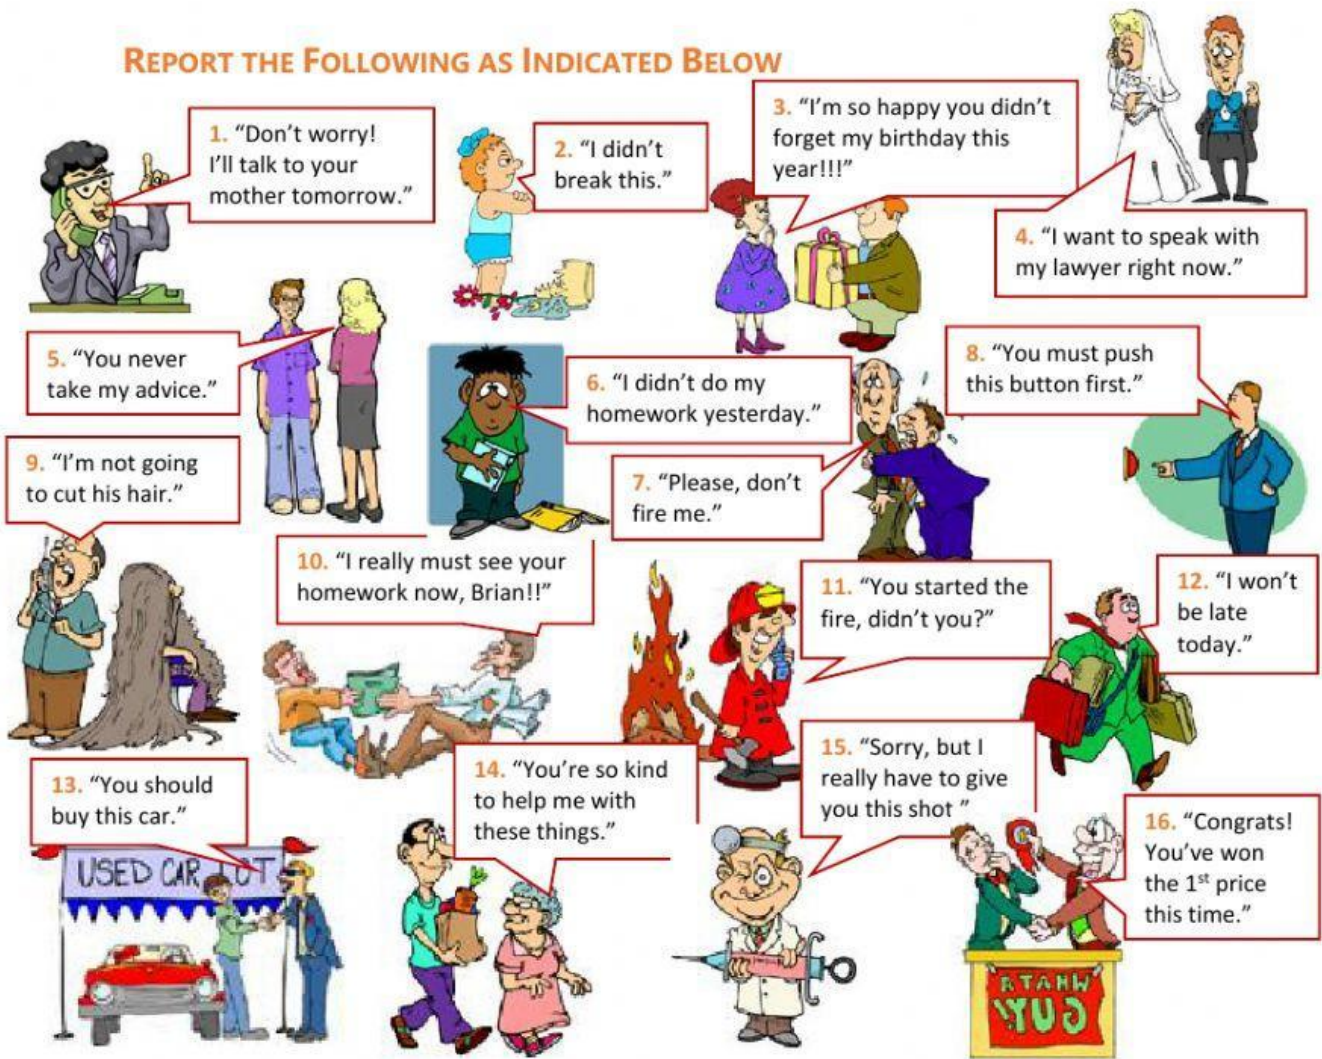 REPORT THE FOLLOWING AS INDICATED BELOW
1. “Don’t worry!
I’ll talk to your
mother tomorrow.”
2. “I didn’t
break this.”
3. “I’m so happy you didn’t
forget my birthday this
year!!!”
4. “I want to speak with
my lawyer right now.”
5. “You never
take my advice.”
6. “I didn’t do my
homework yesterday.”
7. “Please, don’t
fire me.”
8. “You must push
this button first.”
9. “I’m not going
to cut his hair.”
10. “I really must see your
homework now, Brian!!”
11. “You started the
fire, didn’t you?”
12. “I won’t
be late
today.”
13. “You should
buy this car.”
USED CAR LOT
14. “You’re so kind
to help me with
these things.”
15. “Sorry, but I
really have to give
you this shot ”
16. “Congrats!
You’ve won
the 1st price
this time.”
WHATA
GUY!